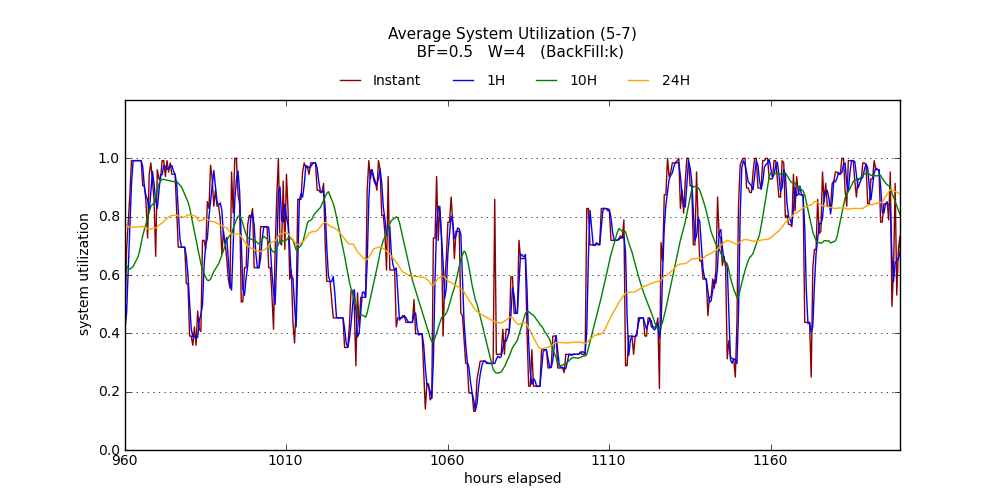 Average System Utilization (5-7)
BF=0.5 W=4 (BackFill:k)
Instant 1H 10H 24H
1.0
0.8
0.6
0.4
0.2
0.0
system utilization
960 1010 1060 1110 1160
hours elapsed